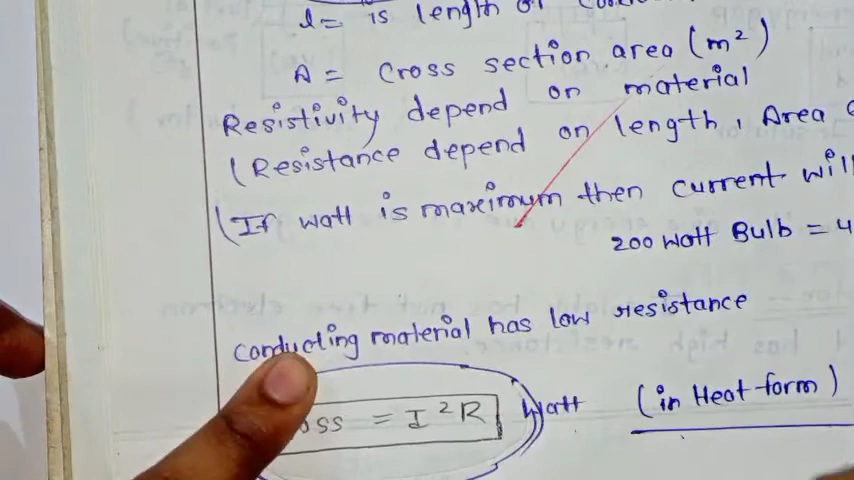 l = is length of
A = Cross section area (m²)
Resistivity depend on material
(Resistance depend on length, Area
(If watt is maximum then current will
200 Watt Bulb = 4
conducting material has low resistance
oss = I²R Watt (in Heat form)